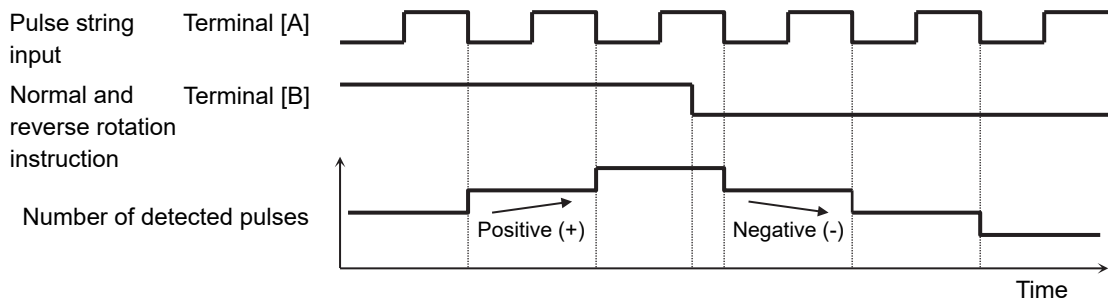 Pulse string Terminal [A]
input
Normal and Terminal [B]
reverse rotation
instruction
Number of detected pulses
Positive (+) Negative (-)
Time